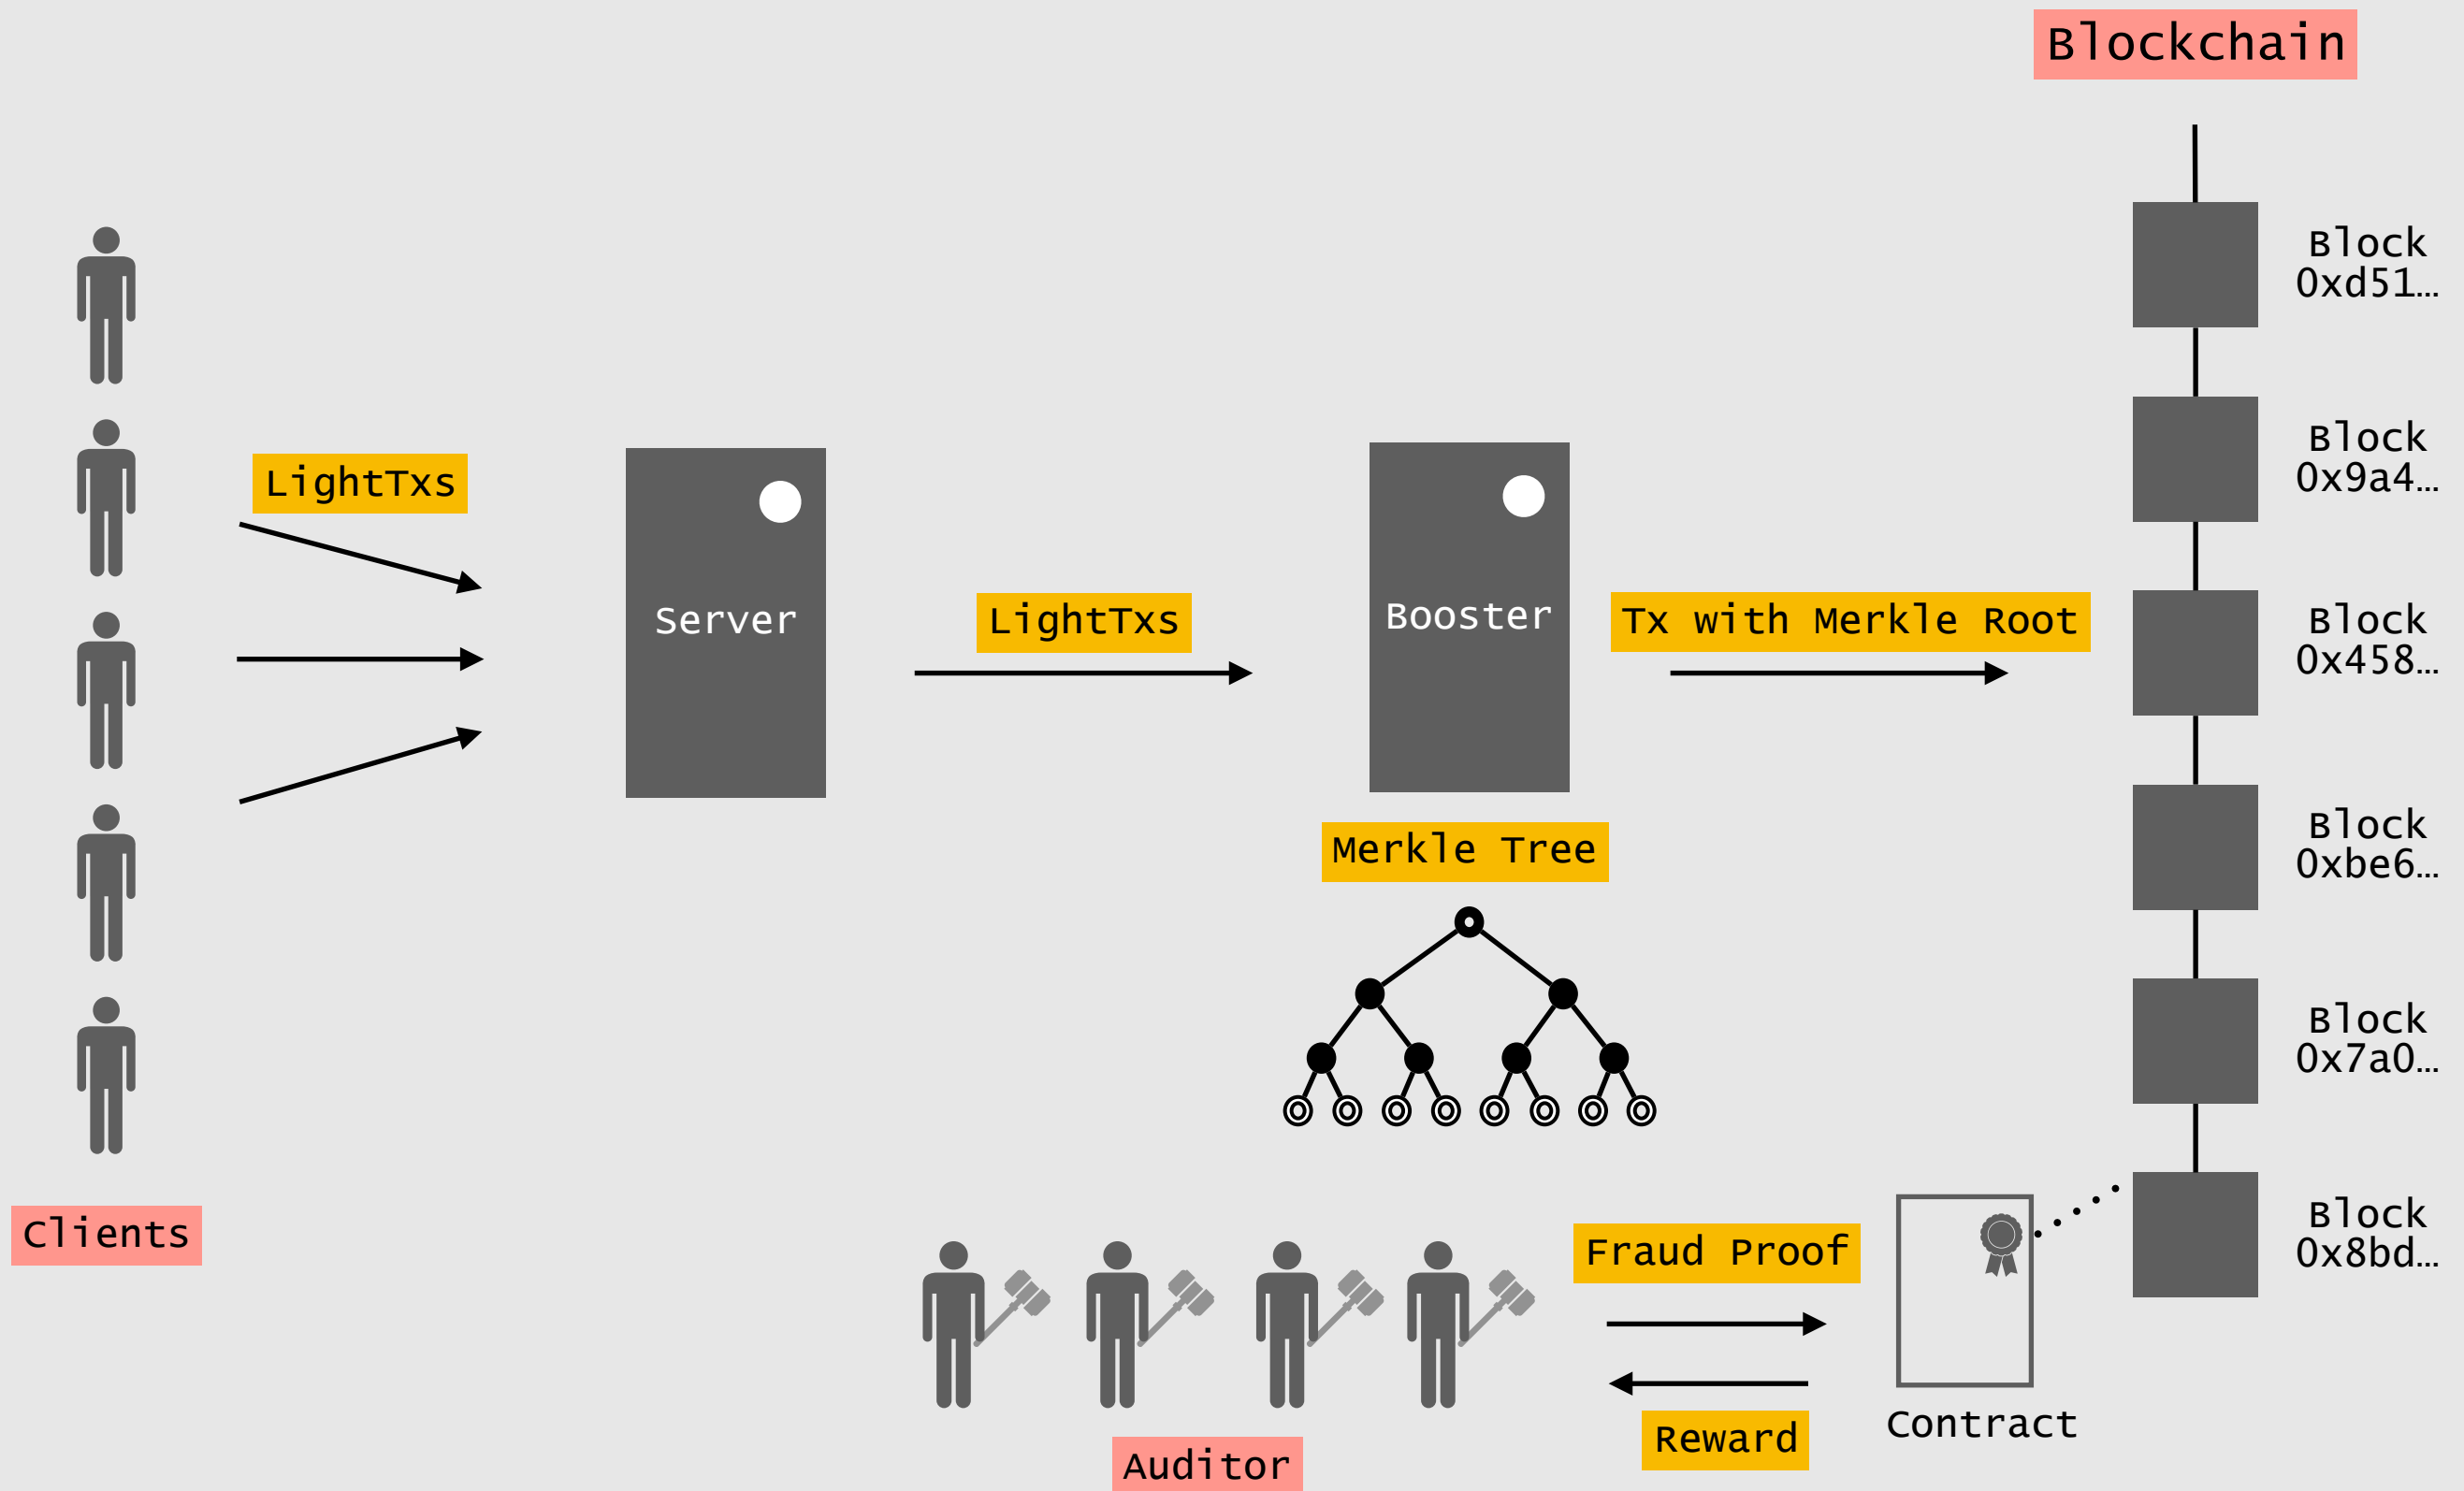 Blockchain
Block
0xd51…
Block
0x9a4…
LightTxs
Server
LightTxs
Booster
Tx with Merkle Root
Block
0x458…
Merkle Tree
Block
0xbe6…
Block
0x7a0…
Clients
Fraud Proof
Block
0x8bd…
Reward
Contract
Auditor